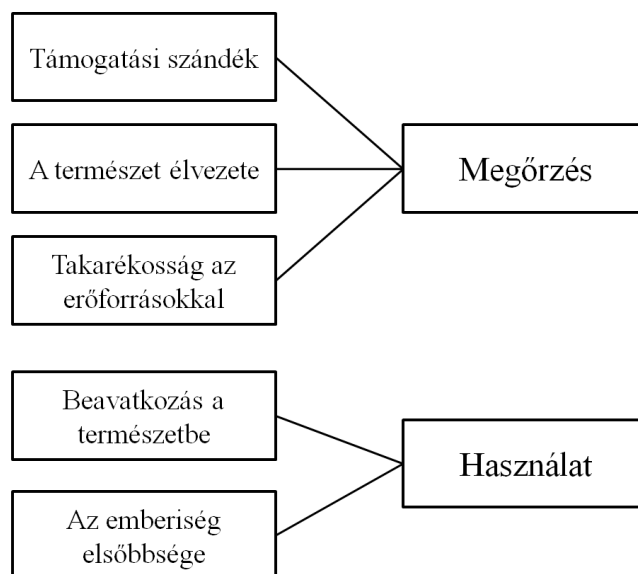 Támogatási szándék
A természet élvezete
Megőrzés
Takarékosság az
erőforrásokkal
Beavatkozás a
természetbe
Használat
Az emberiség
elsőbbsége